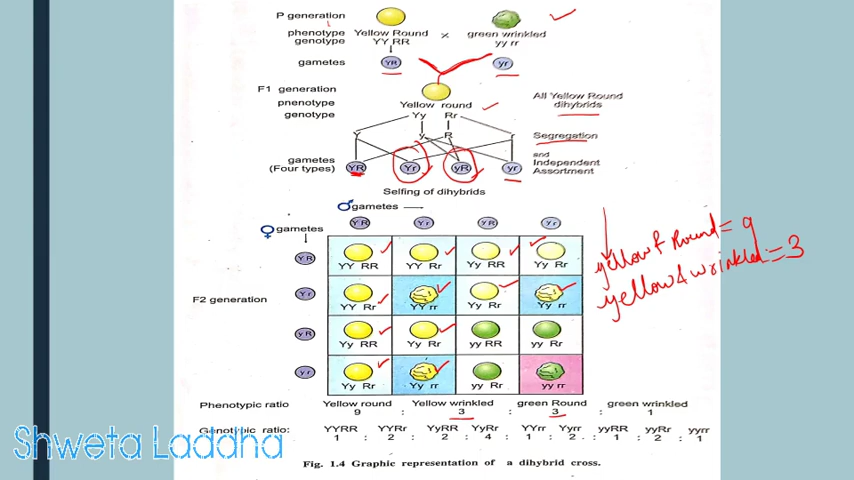 P generation
phenotype Yellow Round × green wrinkled
genotype YY RR yy rr
gametes YR yr
F1 generation
pnenotype Yellow round All Yellow Round dihybrids
genotype Yy Rr
Y y R r Segregation
gametes and Independent
(Four types) YR Yr yR yr Assortment
Selfing of dihybrids
♂gametes
♀gametes YR Yr yR yr
YR YY RR YY Rr Yy RR Yy Rr
F2 generation
Yr YY Rr YY rr Yy Rr Yy rr
yR Yy RR Yy Rr yy RR yy Rr
yr Yy Rr Yy rr yy Rr yy rr
yellow & Round = 9
yellow & wrinkled = 3
Phenotypic ratio Yellow round Yellow wrinkled green Round green wrinkled
9 : 3 : 3 : 1
Genotypic ratio: YYRR YYRr YyRR YyRr YYrr Yyrr yyRR yyRr yyrr
1 : 2 : 2 : 4 : 1 : 2 : 1 : 2 : 1
Shweta Laddha
Fig. 1.4 Graphic representation of a dihybrid cross.